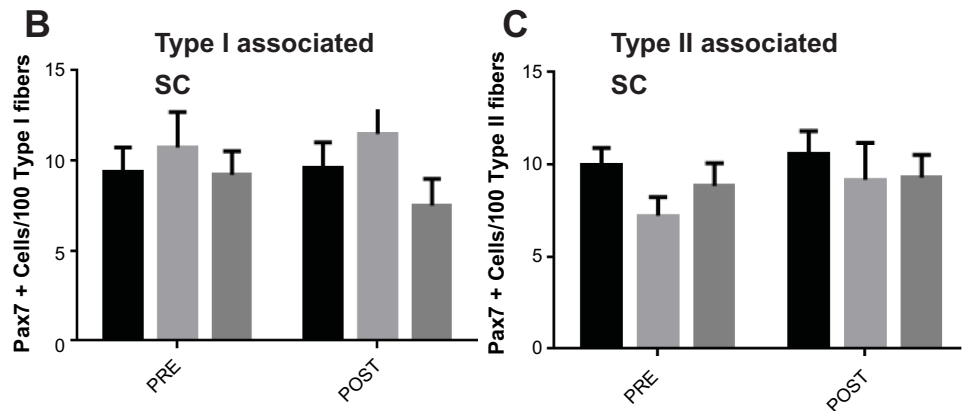 B
Type I associated
SC
Pax7 + Cells/100 Type I fibers
15
10
5
0
PRE
POST
C
Type II associated
SC
Pax7 + Cells/100 Type II fibers
15
10
5
0
PRE
POST